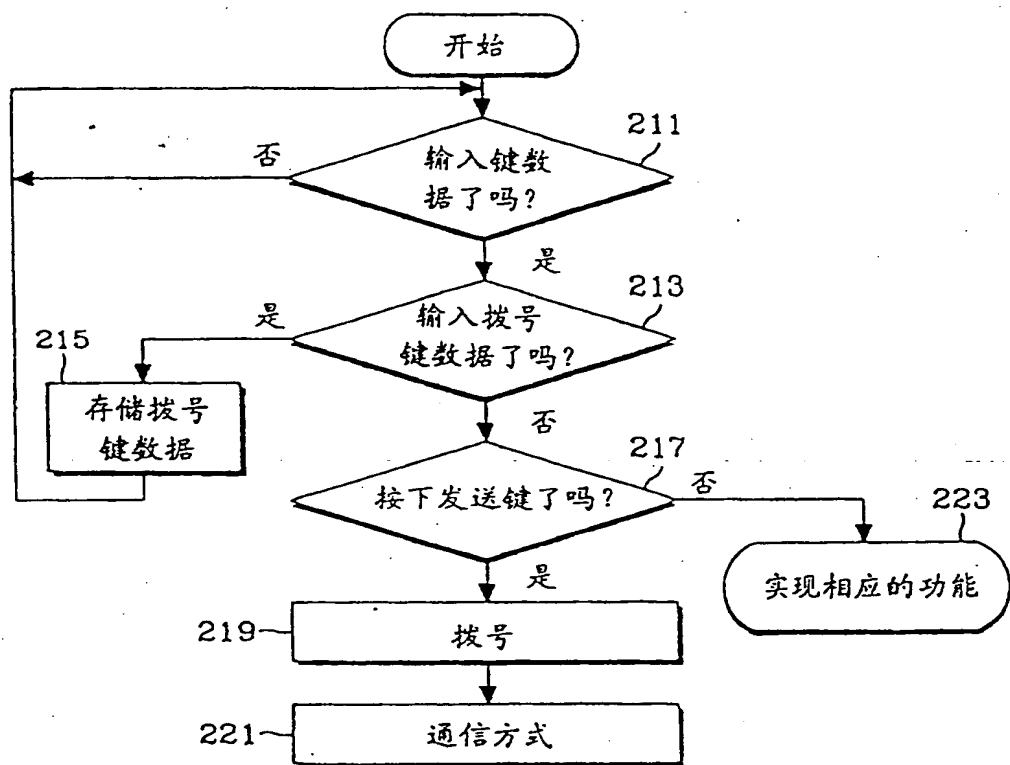 开始
211
否
输入键数
据了吗?
是
213
是
输入拨号
键数据了吗?
215
存储拨号
键数据
否
217
按下发送键了吗?
否
223
实现相应的功能
是
219
拨号
221
通信方式